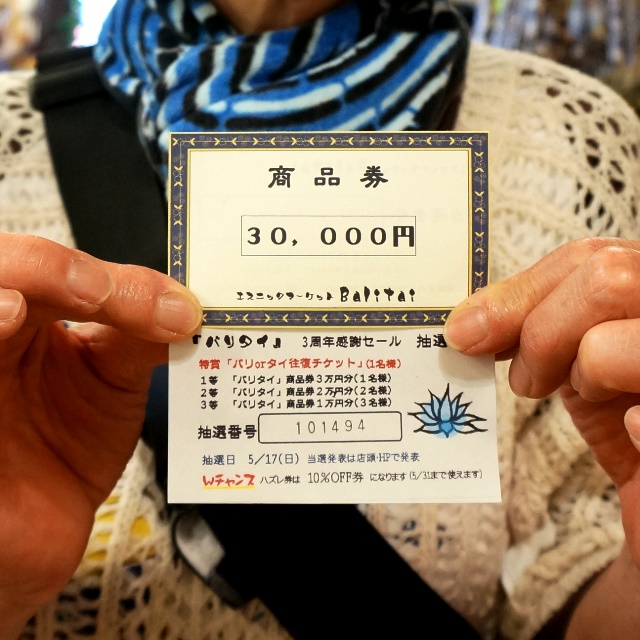 商品券
30,000円
エスニックマーケット Balitai
『バリタイ』 3周年感謝セール 抽選
特賞「バリorタイ往復チケット」(1名様)
1等 「バリタイ」商品券3万円分(1名様)
2等 「バリタイ」商品券2万円分(2名様)
3等 「バリタイ」商品券1万円分(3名様)
抽選番号 101494
抽選日 5/17(日) 当選発表は店頭・HPで発表
Wチャンス ハズレ券は 10%OFF券 になります(5/31まで使えます)